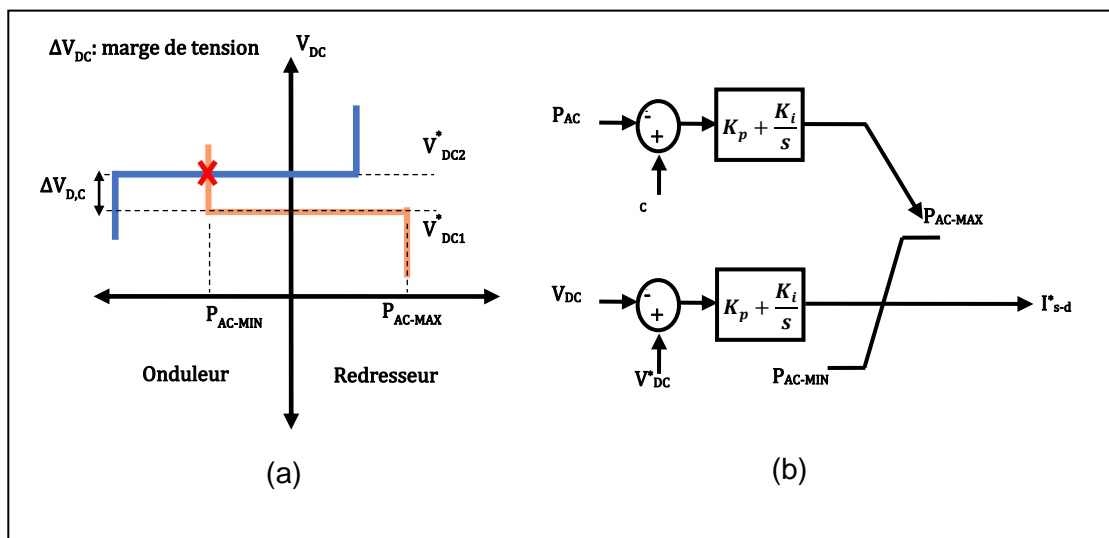 ΔV_DC: marge de tension
V_DC
V*_DC2
ΔV_D,C
V*_DC1
P_AC-MIN
P_AC-MAX
Onduleur
Redresseur
(a)
P_AC
-
+
K_p + K_i/s
C
P_AC-MAX
V_DC
-
+
K_p + K_i/s
I*_s-d
V*_DC
P_AC-MIN
(b)